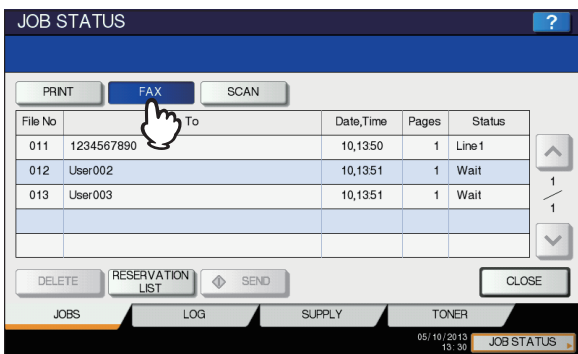 JOB STATUS ?
PRINT FAX SCAN
File No To Date,Time Pages Status
011 1234567890 10,13:50 1 Line1
012 User002 10,13:51 1 Wait
013 User003 10,13:51 1 Wait
1
1
DELETE RESERVATION LIST SEND CLOSE
JOBS LOG SUPPLY TONER
05/10/2013
13:30 JOB STATUS